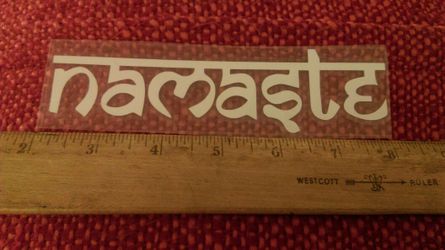 namaste
2 3 4 5 6 7 8
WESTCOTT RULER